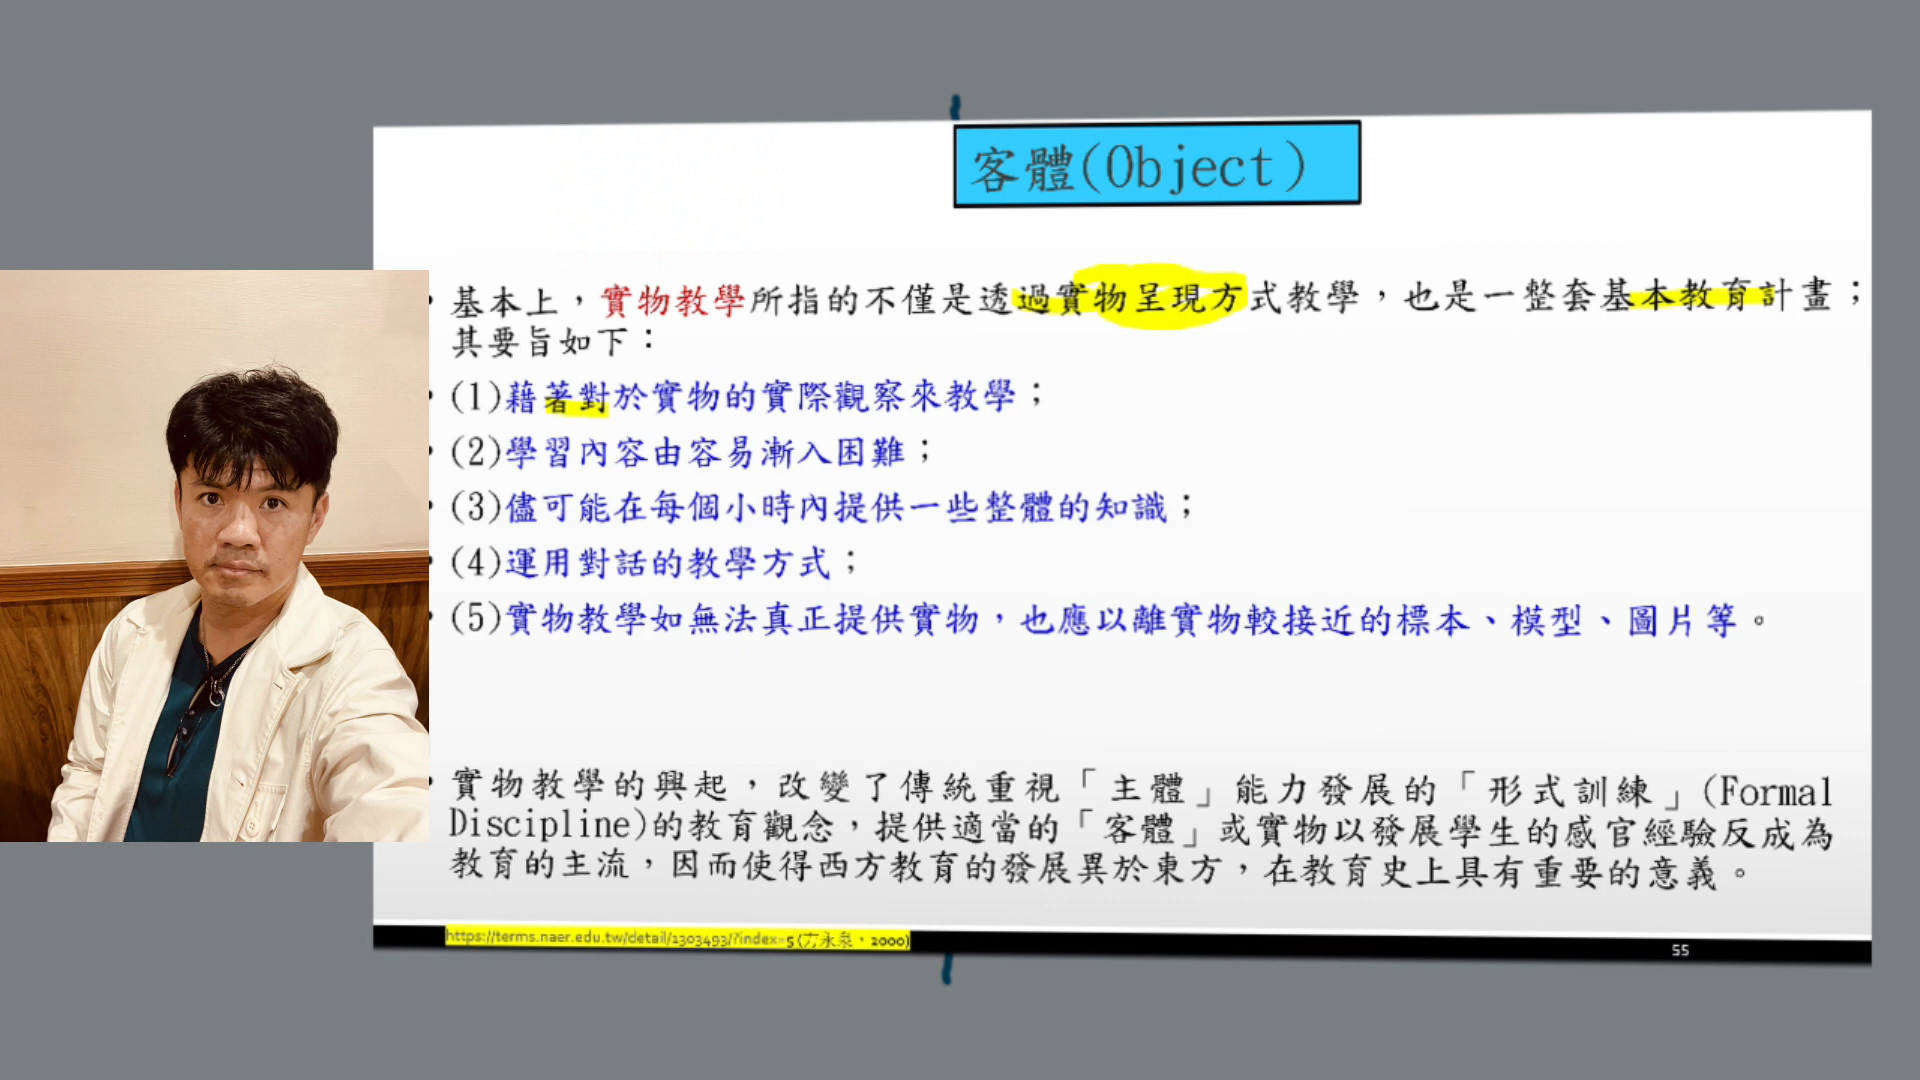 客體(Object)
基本上，實物教學所指的不僅是透過實物呈現方式教學，也是一整套基本教育計畫；
其要旨如下：
(1)藉著對於實物的實際觀察來教學；
(2)學習內容由容易漸入困難；
(3)儘可能在每個小時內提供一些整體的知識；
(4)運用對話的教學方式；
(5)實物教學如無法真正提供實物，也應以離實物較接近的標本、模型、圖片等。
實物教學的興起，改變了傳統重視「主體」能力發展的「形式訓練」(Formal
Discipline)的教育觀念，提供適當的「客體」或實物以發展學生的感官經驗反成為
教育的主流，因而使得西方教育的發展異於東方，在教育史上具有重要的意義。
https://terms.naer.edu.tw/detail/1303493/?index=5 (方永泉，2000)
55